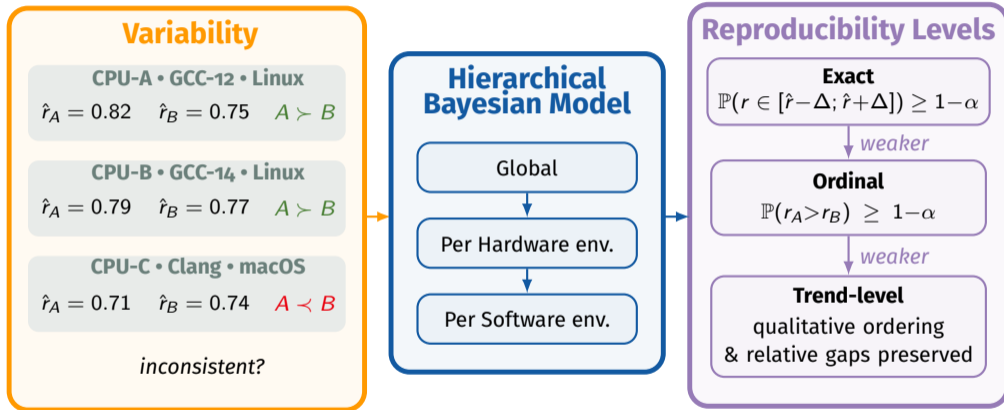 Variability
CPU-A • GCC-12 • Linux
r̂_A = 0.82 r̂_B = 0.75 A ≻ B
CPU-B • GCC-14 • Linux
r̂_A = 0.79 r̂_B = 0.77 A ≻ B
CPU-C • Clang • macOS
r̂_A = 0.71 r̂_B = 0.74 A ≺ B
inconsistent?
Hierarchical
Bayesian Model
Global
Per Hardware env.
Per Software env.
Reproducibility Levels
Exact
ℙ(r ∈ [r̂−Δ; r̂+Δ]) ≥ 1−α
weaker
Ordinal
ℙ(r_A>r_B) ≥ 1−α
weaker
Trend-level
qualitative ordering
& relative gaps preserved